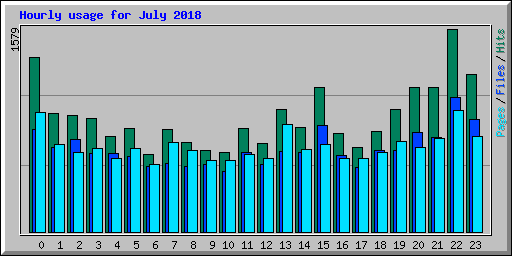 Hourly usage for July 2018
1579
Pages/Files/Hits
0 1 2 3 4 5 6 7 8 9 10 11 12 13 14 15 16 17 18 19 20 21 22 23